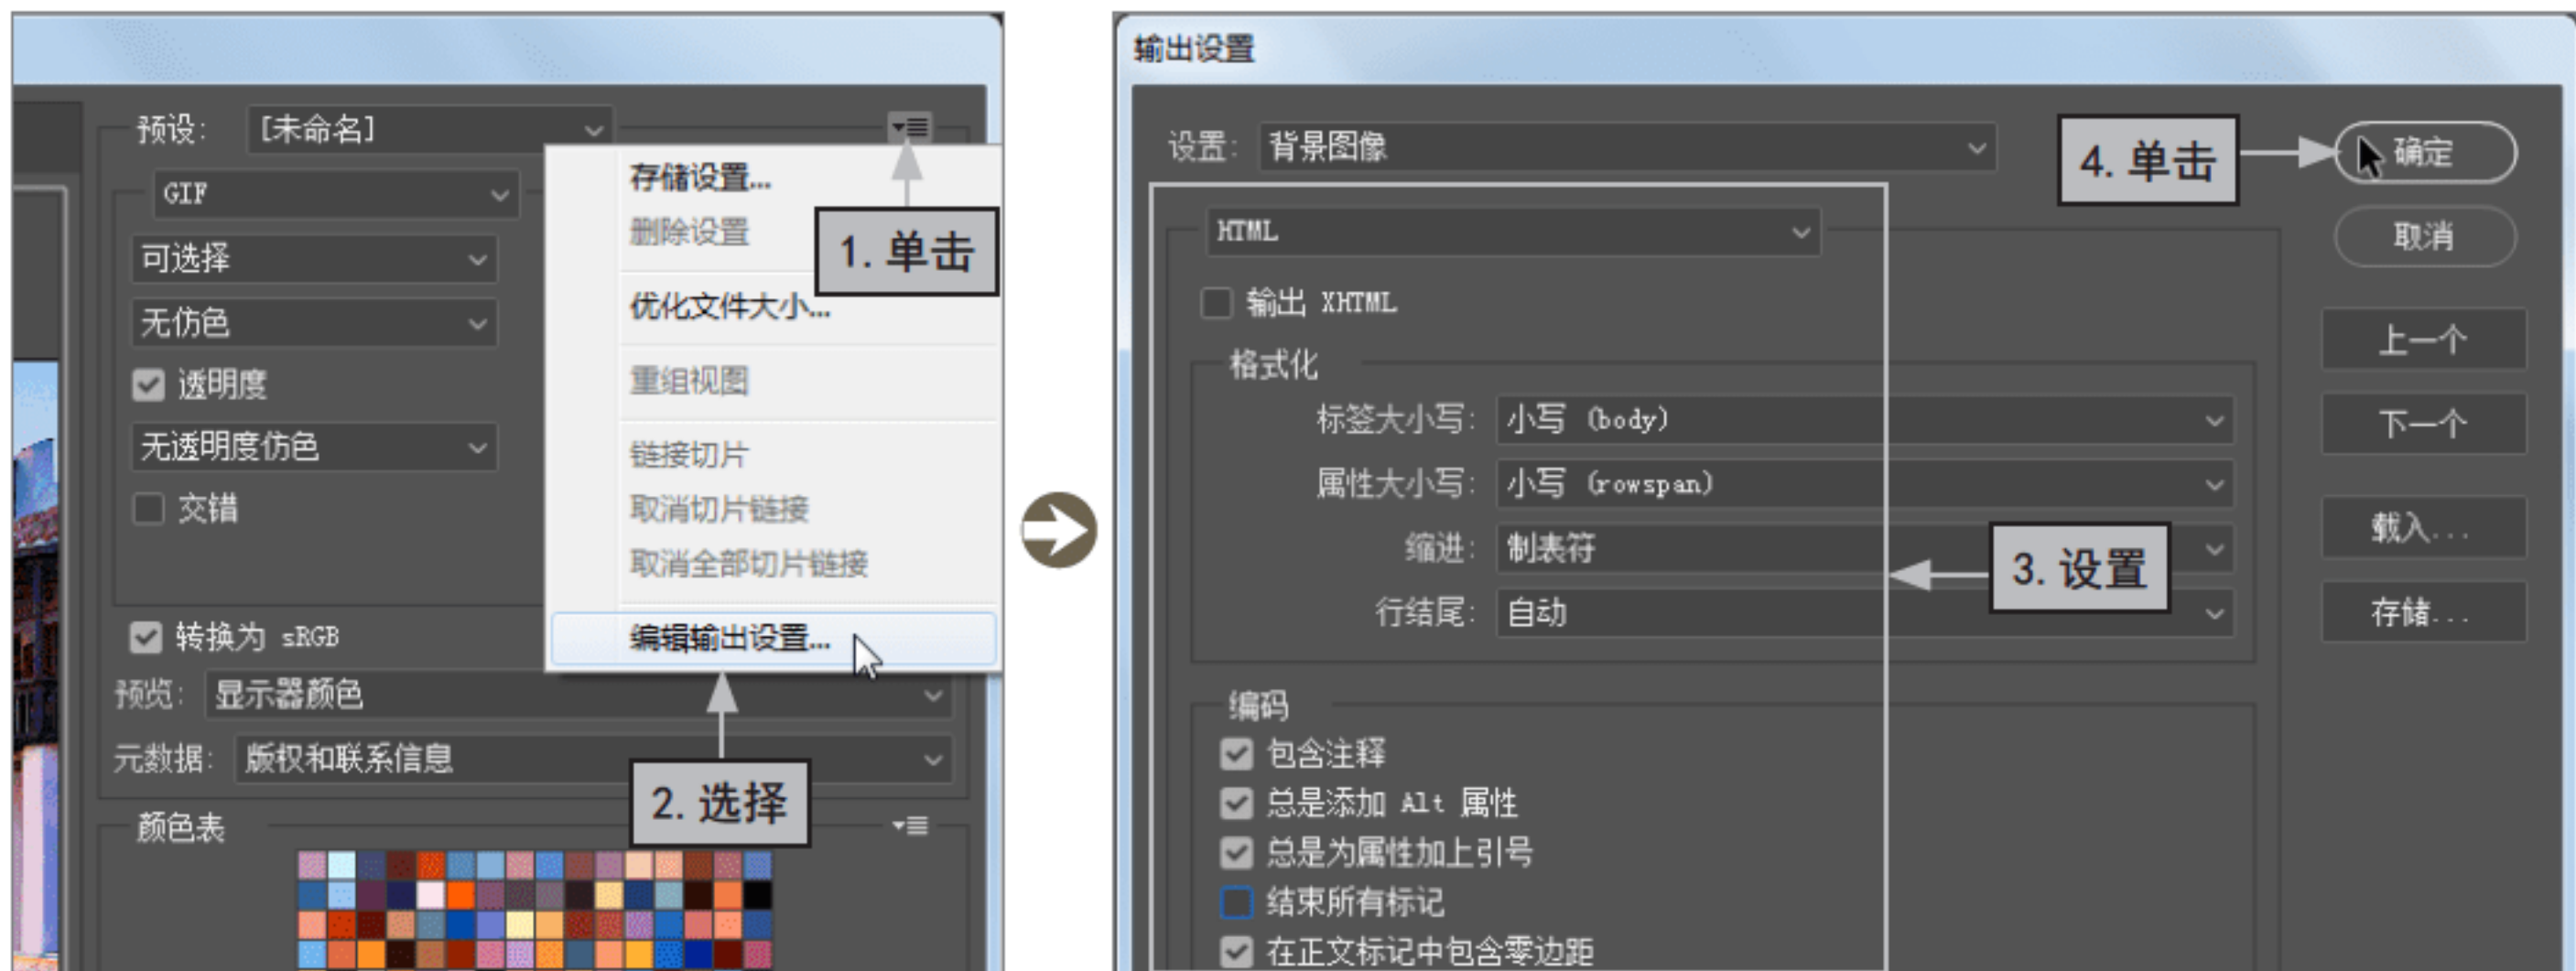 预设: [未命名]
GIF
可选择
无仿色
透明度
无透明度仿色
交错
转换为 sRGB
预览: 显示器颜色
元数据: 版权和联系信息
颜色表
存储设置...
删除设置
优化文件大小...
重组视图
链接切片
取消切片链接
取消全部切片链接
编辑输出设置...
1. 单击
2. 选择
输出设置
设置: 背景图像
HTML
输出 XHTML
格式化
标签大小写: 小写 (body)
属性大小写: 小写 (rowspan)
缩进: 制表符
行结尾: 自动
编码
包含注释
总是添加 Alt 属性
总是为属性加上引号
结束所有标记
在正文标记中包含零边距
3. 设置
4. 单击
确定
取消
上一个
下一个
载入...
存储...